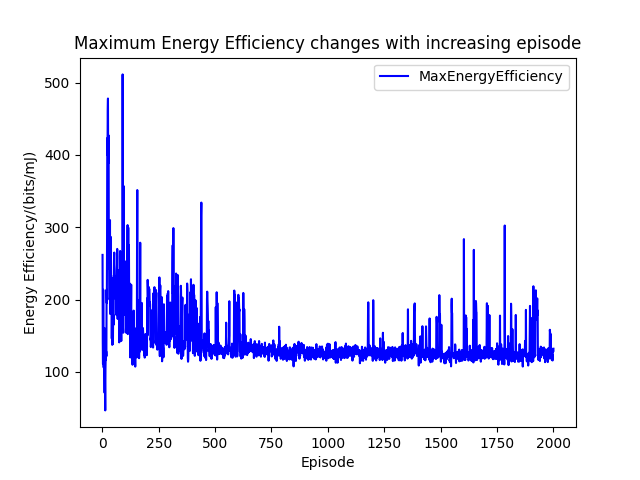 Maximum Energy Efficiency changes with increasing episode
MaxEnergyEfficiency
500
400
300
200
100
Energy Efficiency/(bits/mJ)
0 250 500 750 1000 1250 1500 1750 2000
Episode